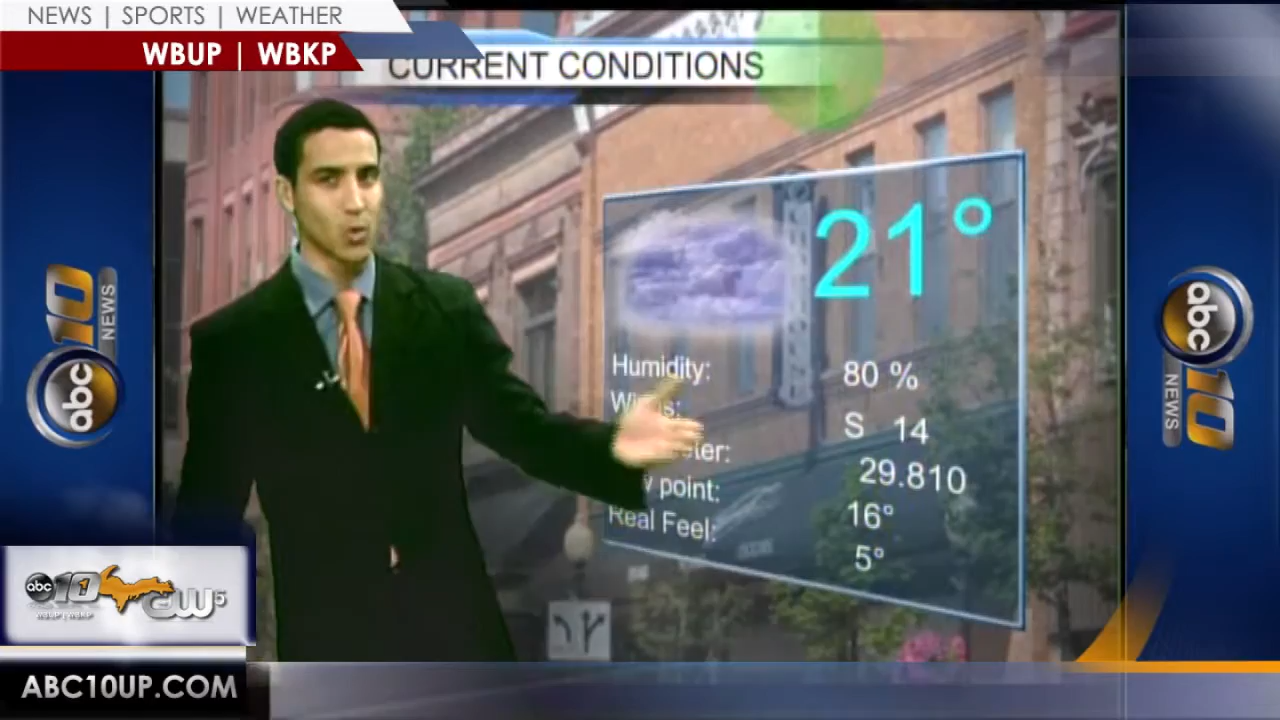 NEWS | SPORTS | WEATHER
WBUP | WBKP
CURRENT CONDITIONS
21°
Humidity: 80 %
S 14
29.810
point: 16°
Real Feel: 5°
abc 10 NEWS
abc 10 NEWS
abc 10 CW 5
WBUP | WBKP
ABC10UP.COM